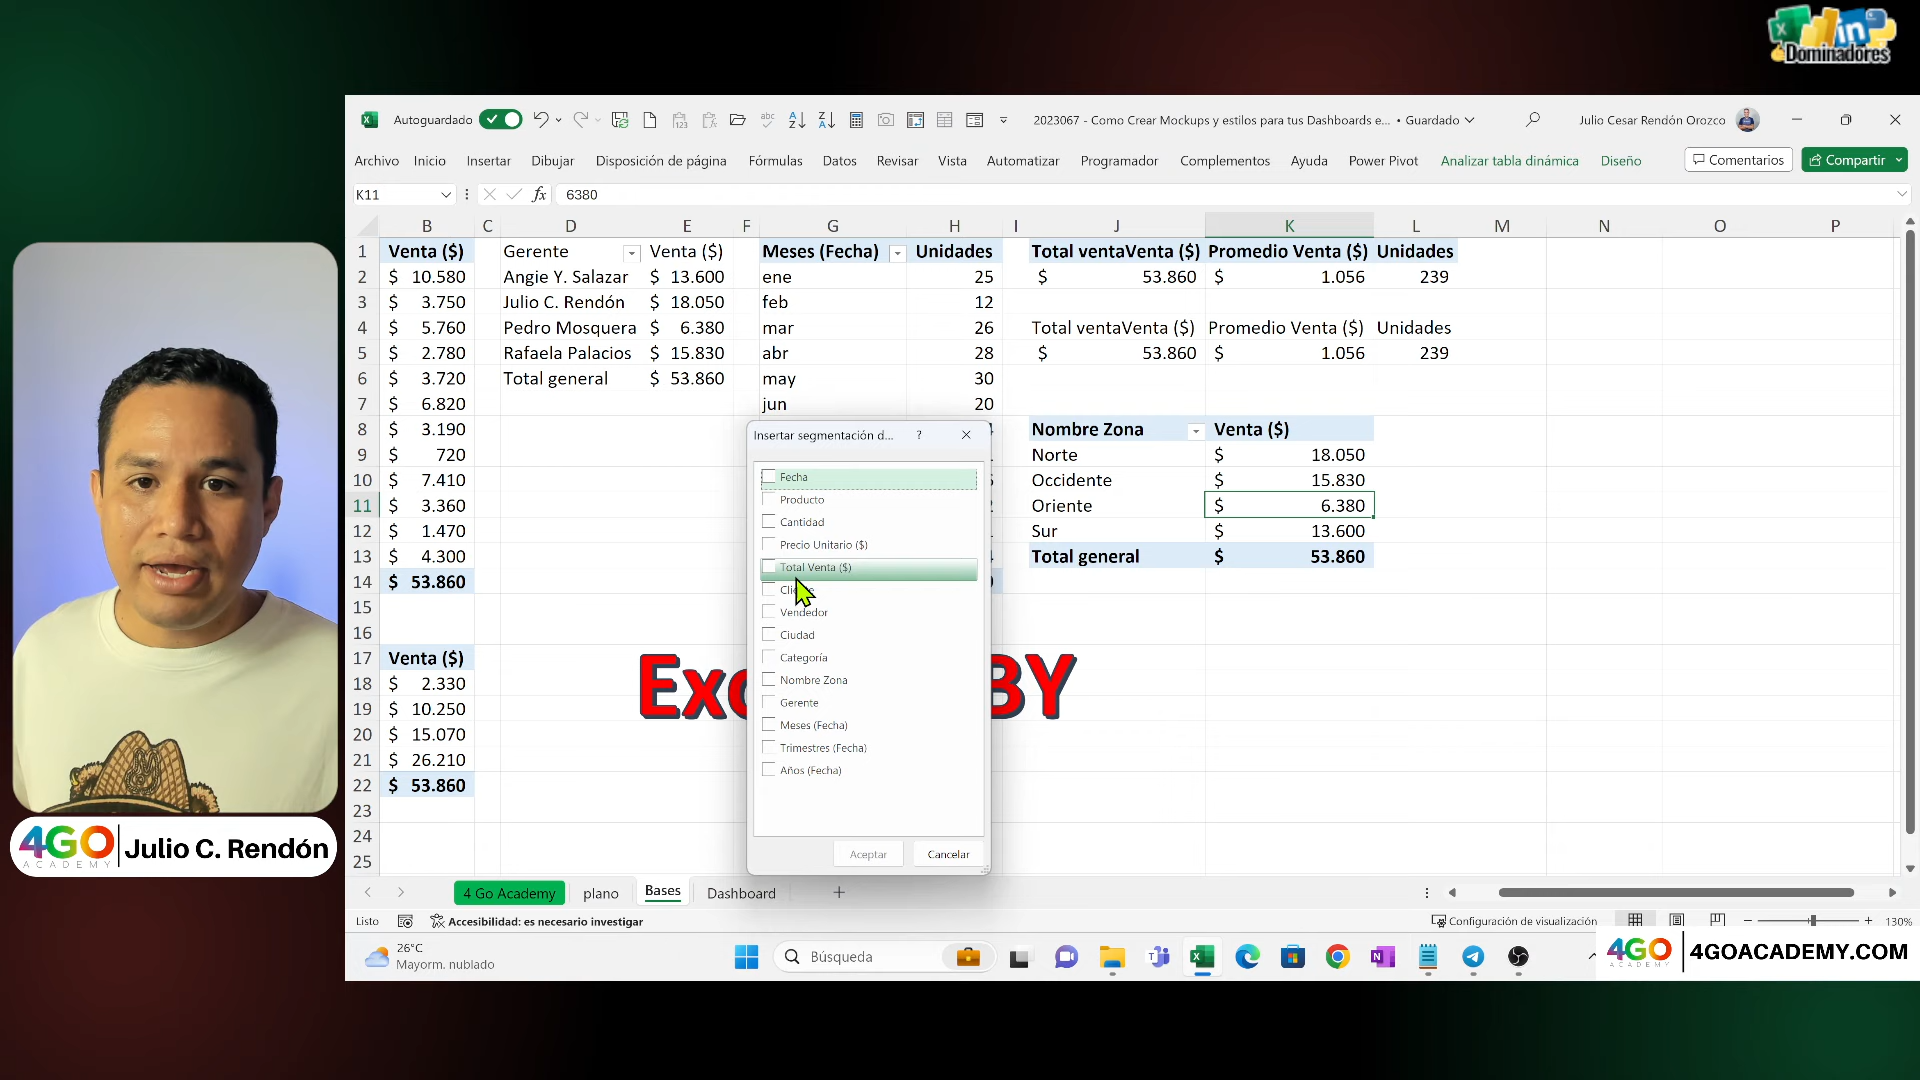 in
Dominadores
Autoguardado
2023067 - Como Crear Mockups y estilos para tus Dashboards e... • Guardado
Julio Cesar Rendón Orozco
Archivo Inicio Insertar Dibujar Disposición de página Fórmulas Datos Revisar Vista Automatizar Programador Complementos Ayuda Power Pivot Analizar tabla dinámica Diseño Comentarios Compartir
K11 fx 6380
B C D E F G H I J K L M N O P
1 Venta ($) Gerente Venta ($) Meses (Fecha) Unidades Total ventaVenta ($) Promedio Venta ($) Unidades
2 $ 10.580 Angie Y. Salazar $ 13.600 ene 25 $ 53.860 $ 1.056 239
3 $ 3.750 Julio C. Rendón $ 18.050 feb 12
4 $ 5.760 Pedro Mosquera $ 6.380 mar 26 Total ventaVenta ($) Promedio Venta ($) Unidades
5 $ 2.780 Rafaela Palacios $ 15.830 abr 28 $ 53.860 $ 1.056 239
6 $ 3.720 Total general $ 53.860 may 30
7 $ 6.820 jun 20
8 $ 3.190 Nombre Zona Venta ($)
9 $ 720 Norte $ 18.050
10 $ 7.410 Occidente $ 15.830
11 $ 3.360 Oriente $ 6.380
12 $ 1.470 Sur $ 13.600
13 $ 4.300 Total general $ 53.860
14 $ 53.860
15
16
17 Venta ($)
18 $ 2.330
19 $ 10.250
20 $ 15.070
21 $ 26.210
22 $ 53.860
23
24
25
Insertar segmentación d... ?
Fecha
Producto
Cantidad
Precio Unitario ($)
Total Venta ($)
Vendedor
Ciudad
Categoría
Nombre Zona
Gerente
Meses (Fecha)
Trimestres (Fecha)
Años (Fecha)
Aceptar Cancelar
BY
4GO ACADEMY Julio C. Rendón
4 Go Academy plano Bases Dashboard
Listo Accesibilidad: es necesario investigar Configuración de visualización 130%
26°C
Mayorm. nublado
Búsqueda
4GO ACADEMY 4GOACADEMY.COM